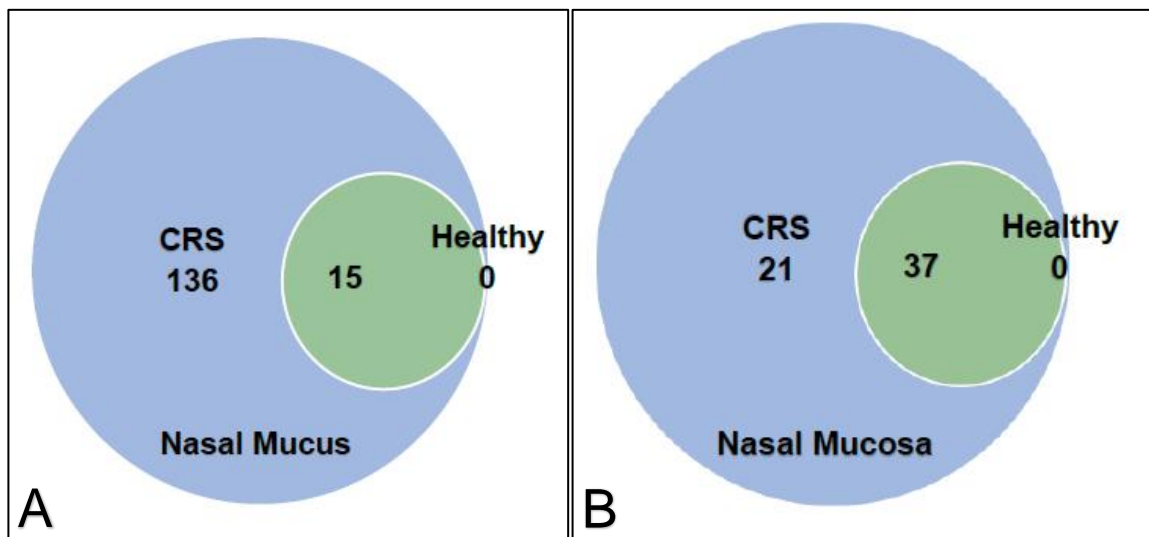 CRS
136
15
Healthy
0
Nasal Mucus
A
CRS
21
37
Healthy
0
Nasal Mucosa
B